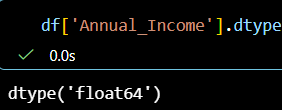 df['Annual_Income'].dtype
0.0s
dtype('float64')